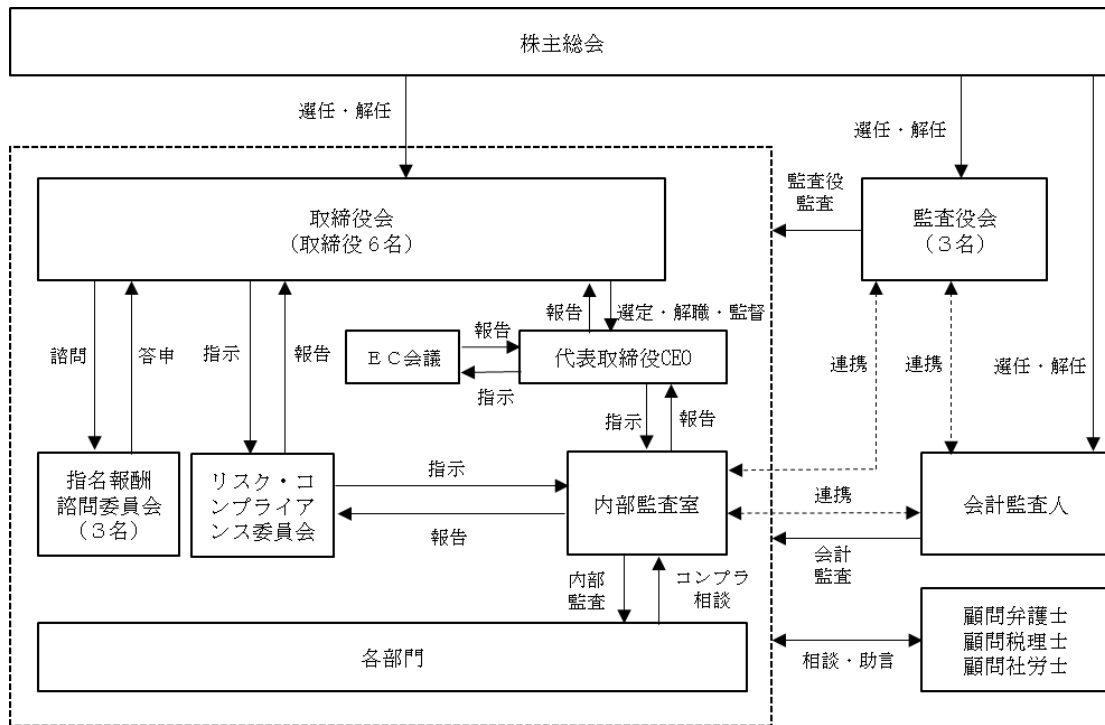 株主総会
選任・解任
選任・解任
監査役
監査
取締役会
（取締役６名）
監査役会
（３名）
報告
選定・解職・監督
諮問
答申
指示
報告
ＥＣ会議
報告
指示
代表取締役CEO
連携
連携
選任・解任
指示
報告
指名報酬
諮問委員会
（３名）
リスク・コ
ンプライア
ンス委員会
指示
報告
内部監査室
連携
会計監査人
会計
監査
内部
監査
コンプラ
相談
各部門
相談・助言
顧問弁護士
顧問税理士
顧問社労士